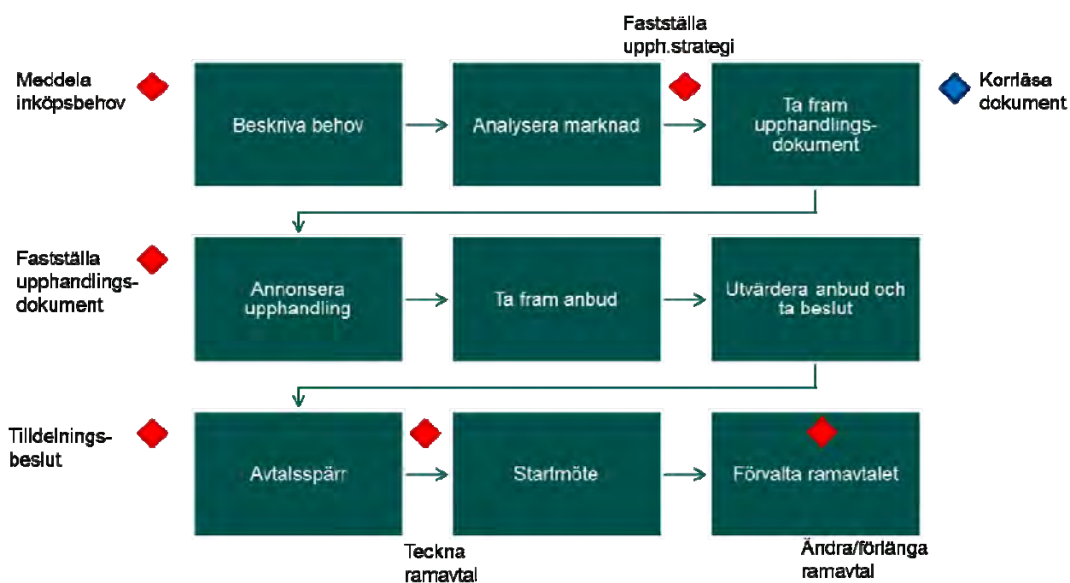 Fastställa
upph.strategi
Meddela
inköpsbehov
Beskriva behov
Analysera marknad
Ta fram
upphandlings-
dokument
Korrläsa
dokument
Fastställa
upphandlings-
dokument
Annonsera
upphandling
Ta fram anbud
Utvärdera anbud och
ta beslut
Tilldelnings-
beslut
Avtalsspärr
Startmöte
Förvalta ramavtalet
Teckna
ramavtal
Ändra/förlänga
ramavtal